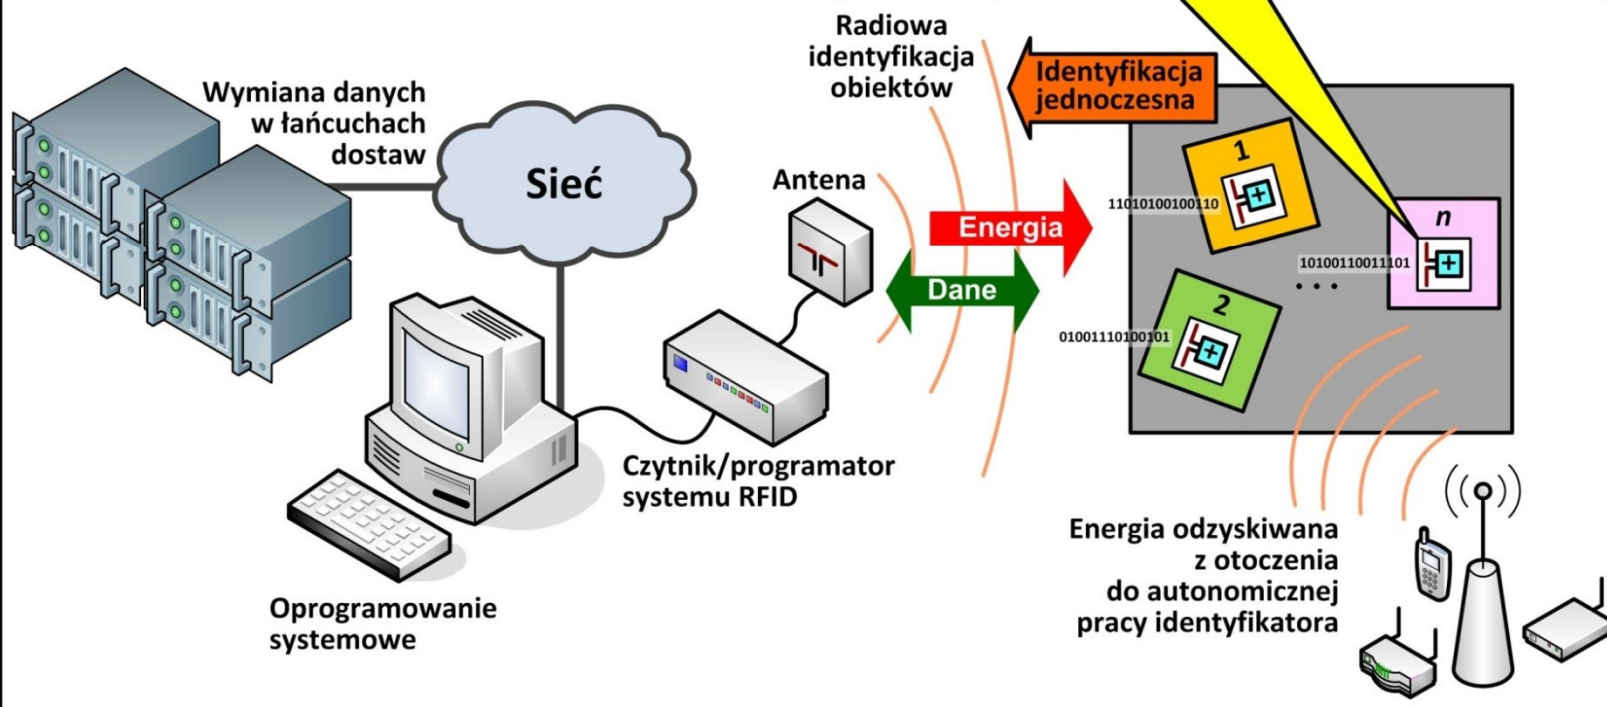 Wymiana danych
w łańcuchach
dostaw
Sieć
Antena
Radiowa
identyfikacja
obiektów
Identyfikacja
jednoczesna
Energia
Dane
1
11010100100110
n
10100110011101
...
2
01001110100101
Czytnik/programator
systemu RFID
Oprogramowanie
systemowe
Energia odzyskiwana
z otoczenia
do autonomicznej
pracy identyfikatora